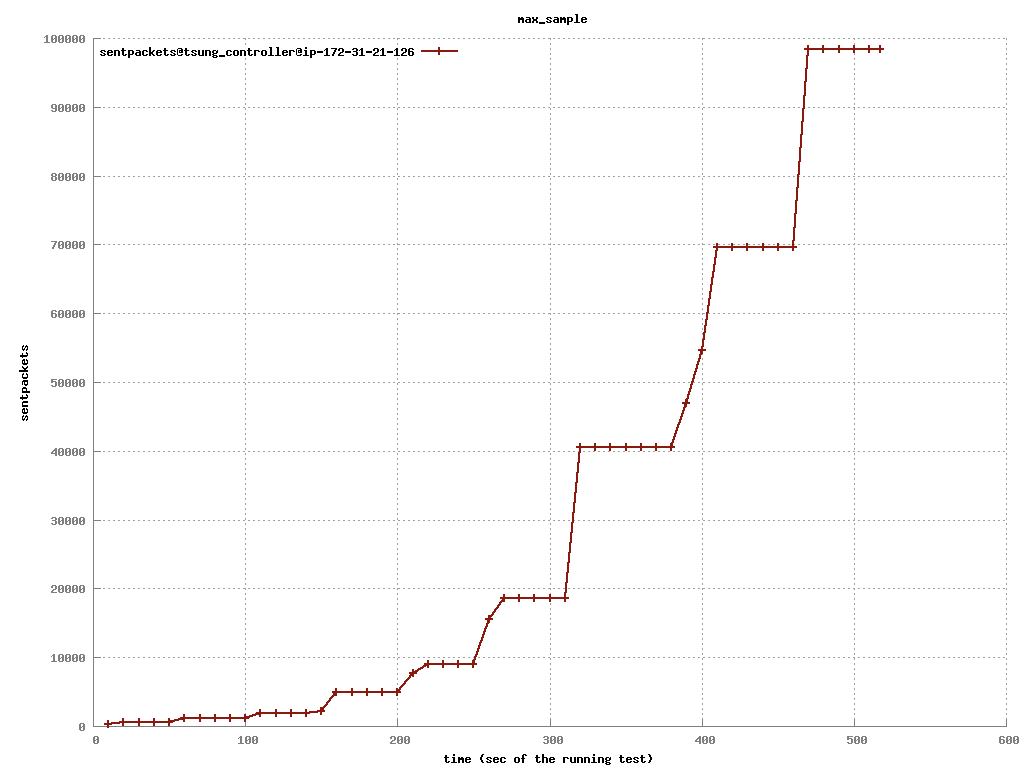 max_sample
100000
sentpackets@tsung_controller@ip-172-31-21-126
90000
80000
70000
60000
50000
40000
30000
20000
10000
0
sentpackets
0 100 200 300 400 500 600
time (sec of the running test)